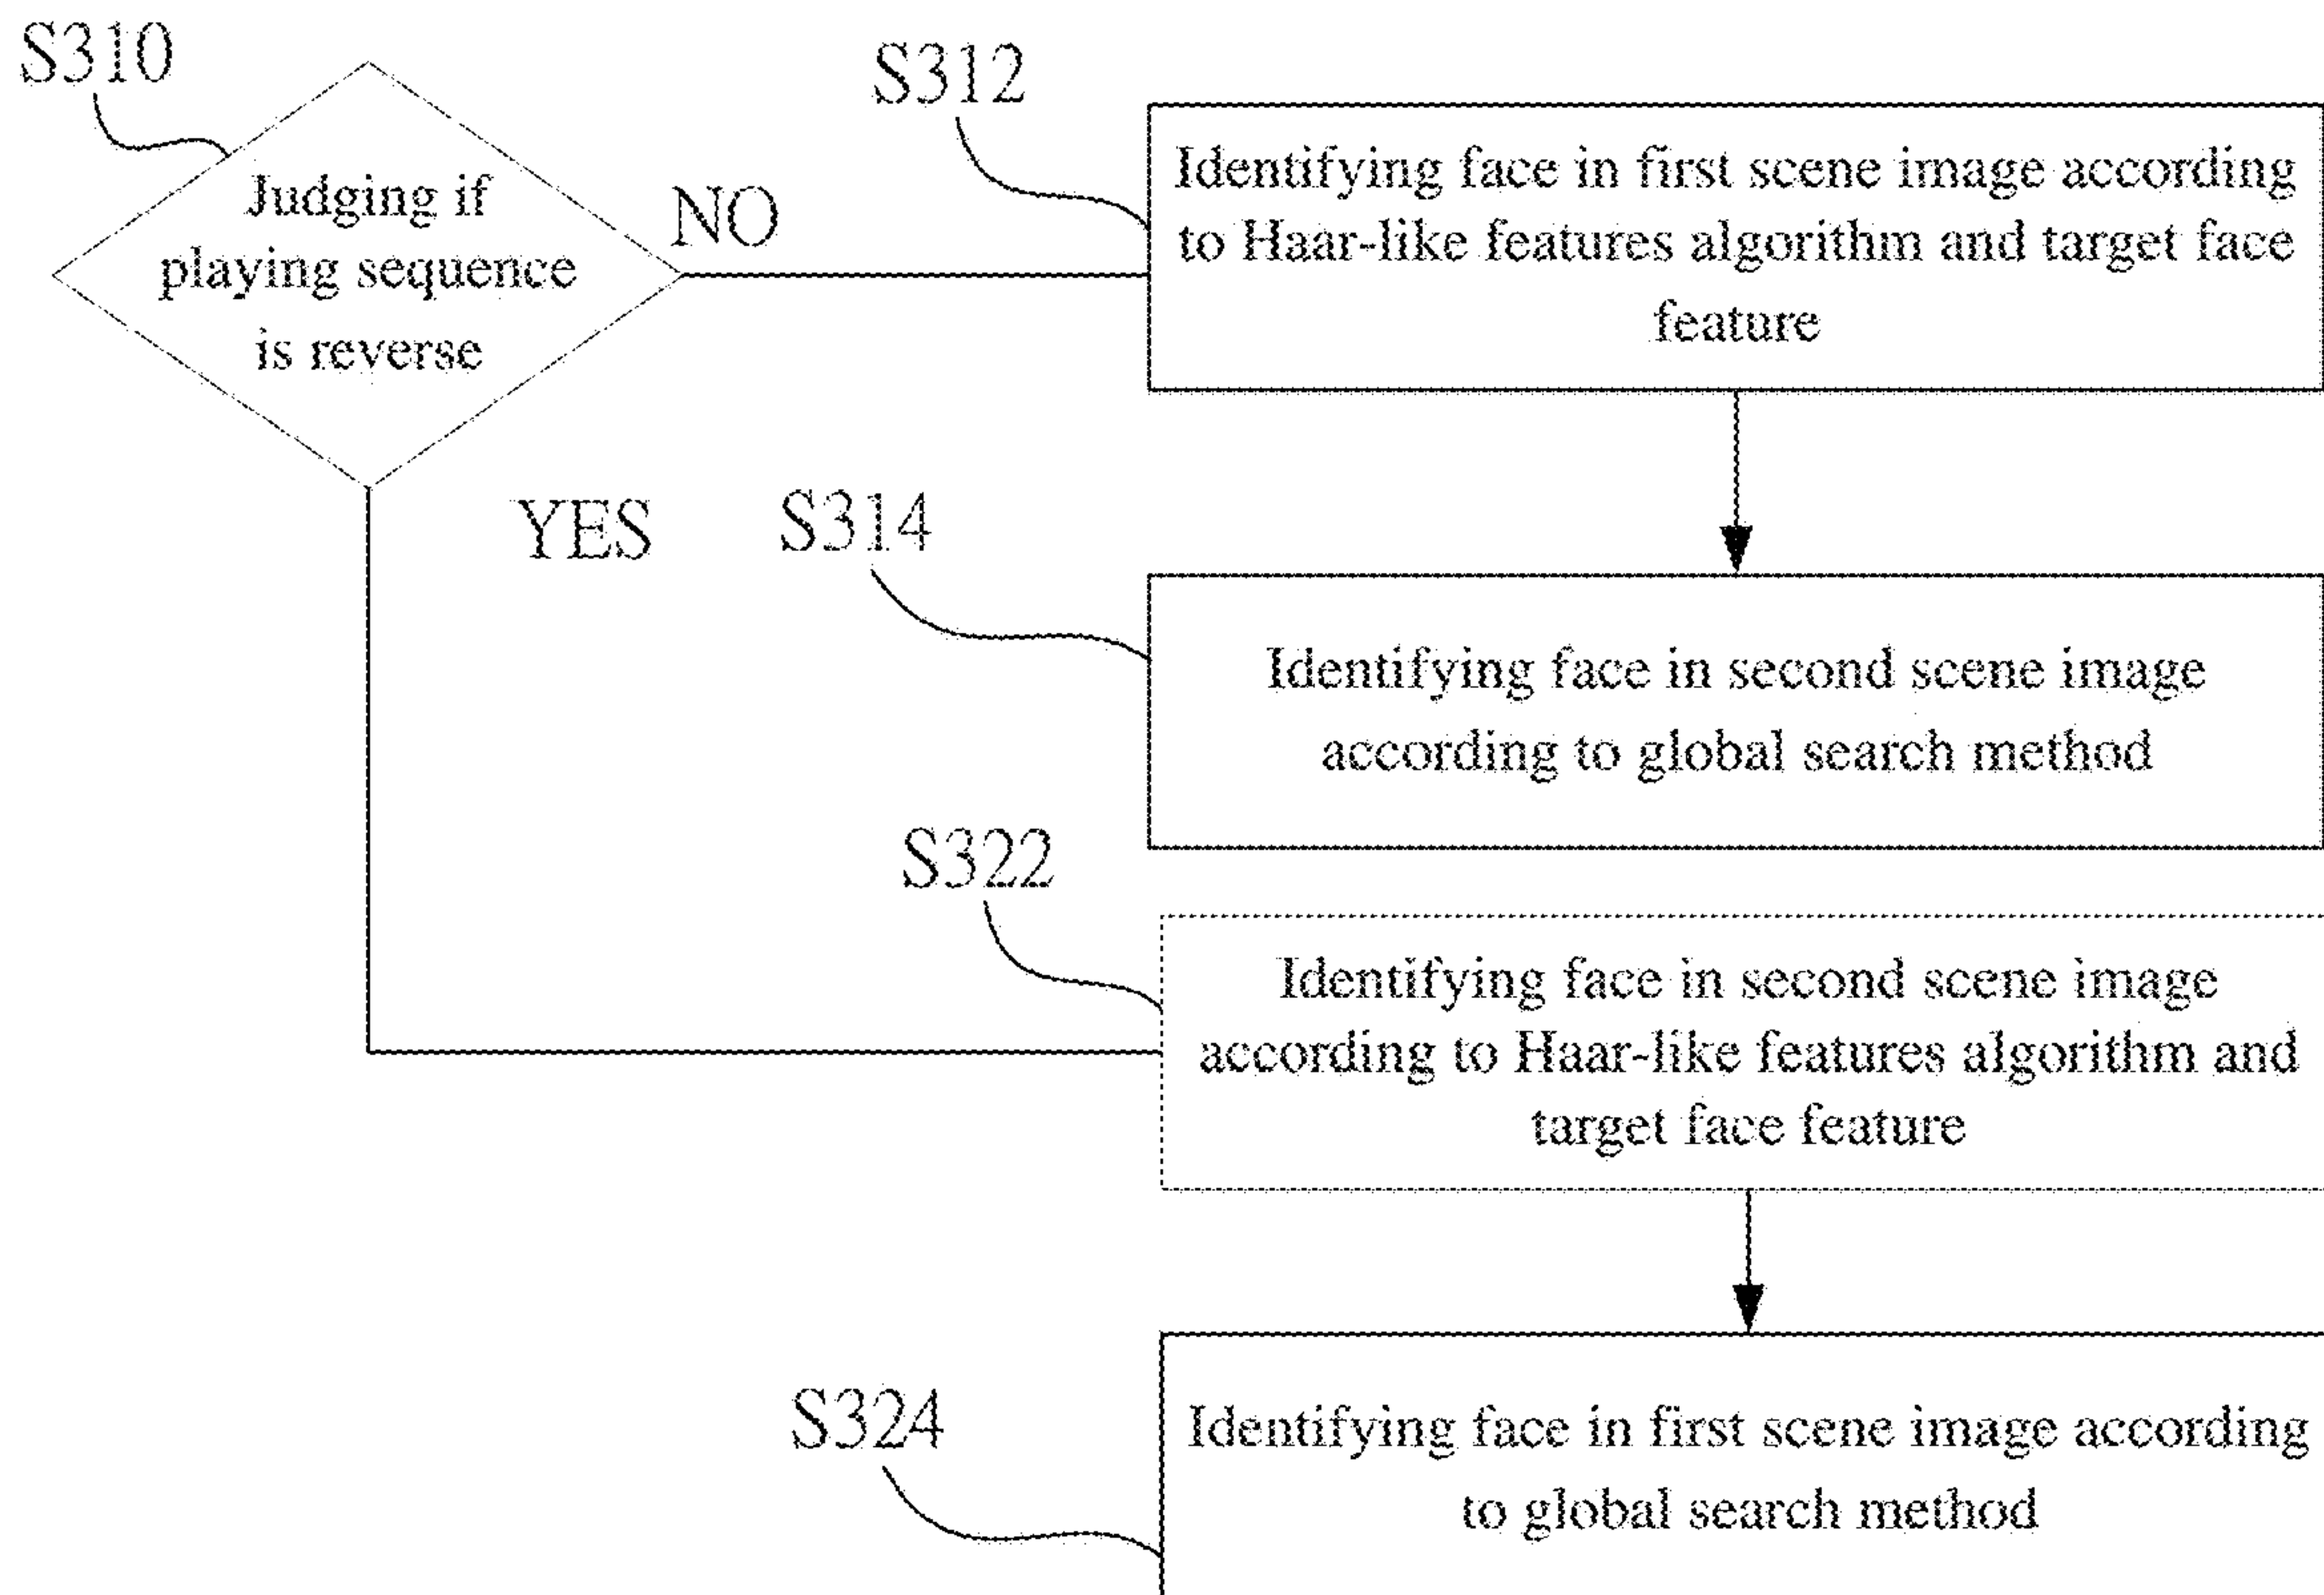 S310
Judging if
playing sequence
is reverse
NO
YES
S312
Identifying face in first scene image according
to Haar-like features algorithm and target face
feature
S314
Identifying face in second scene image
according to global search method
S322
Identifying face in second scene image
according to Haar-like features algorithm and
target face feature
S324
Identifying face in first scene image according
to global search method